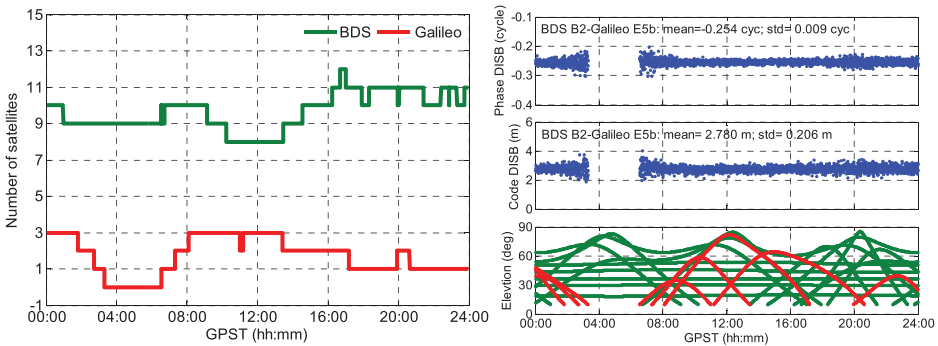 15
13
11
9
7
5
3
1
-1
Number of satellites
BDS
Galileo
00:00 04:00 08:00 12:00 16:00 20:00 24:00
GPST (hh:mm)
-0.1
-0.2
-0.3
-0.4
Phase DISB (cycle)
BDS B2-Galileo E5b: mean=-0.254 cyc; std= 0.009 cyc
6
4
2
0
Code DISB (m)
BDS B2-Galileo E5b: mean= 2.780 m; std= 0.206 m
90
60
30
0
Elevtion (deg)
00:00 04:00 08:00 12:00 16:00 20:00 24:00
GPST (hh:mm)